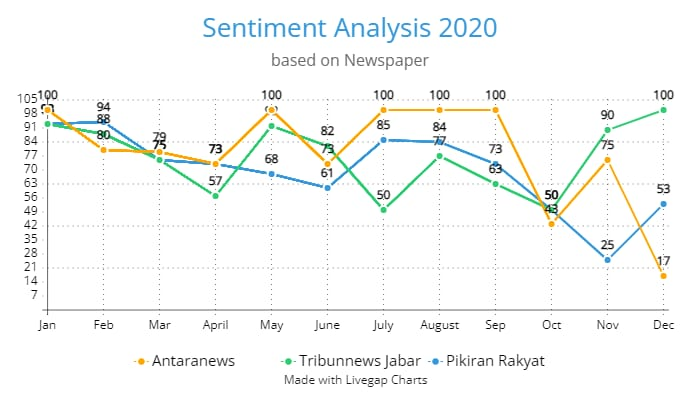 Sentiment Analysis 2020
based on Newspaper
105
98
91
84
77
70
63
56
49
42
35
28
21
14
7
100 94 100 100 100 100 100
88 79 82 85 84 90
80 75 73 68 73 77 73 75
57 61 50 63 50 53
43 25 17
Jan Feb Mar April May June July August Sep Oct Nov Dec
Antaranews Tribunnews Jabar Pikiran Rakyat
Made with Livegap Charts